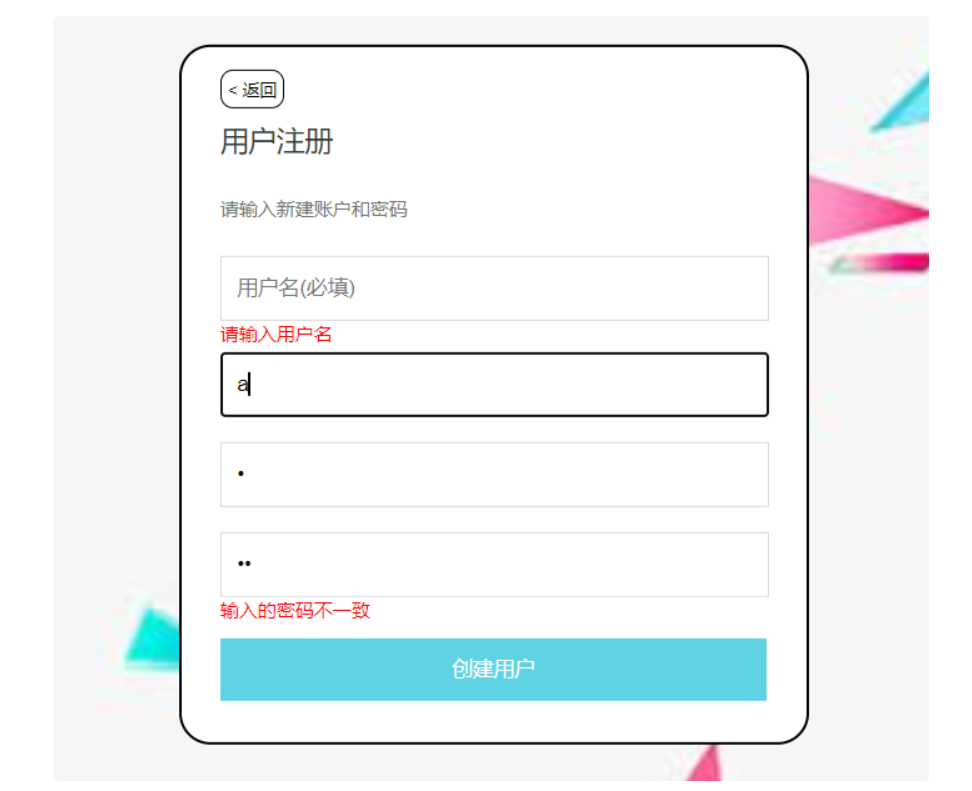 < 返回
用户注册
请输入新建账户和密码
用户名(必填)
请输入用户名
a
•
••
输入的密码不一致
创建用户